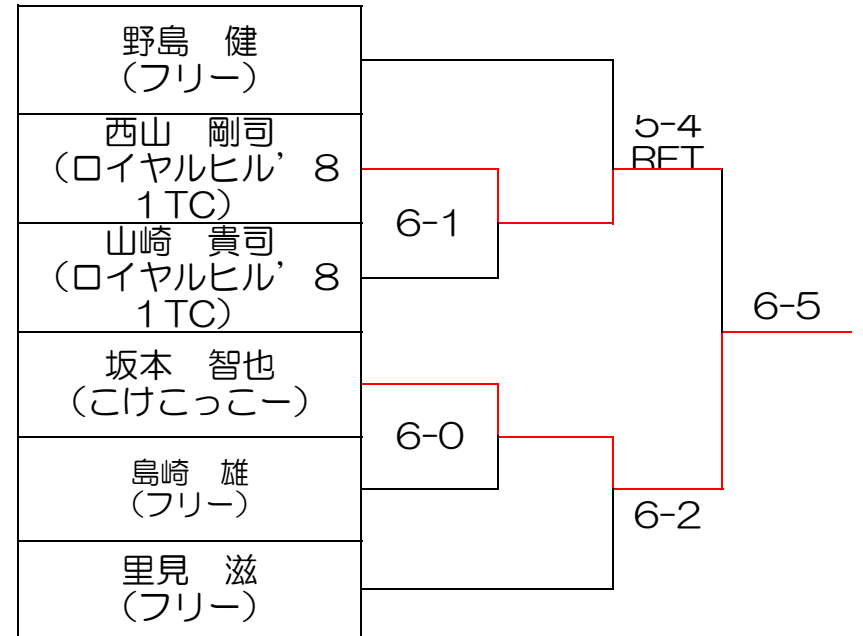 野島　健
（フリー）
西山　剛司
（ロイヤルヒル’８
１TC）
山崎　貴司
（ロイヤルヒル’８
１TC）
坂本　智也
（こけこっこー）
島崎　雄
（フリー）
里見　滋
（フリー）
6-1
6-0
5-4
RET
6-2
6-5